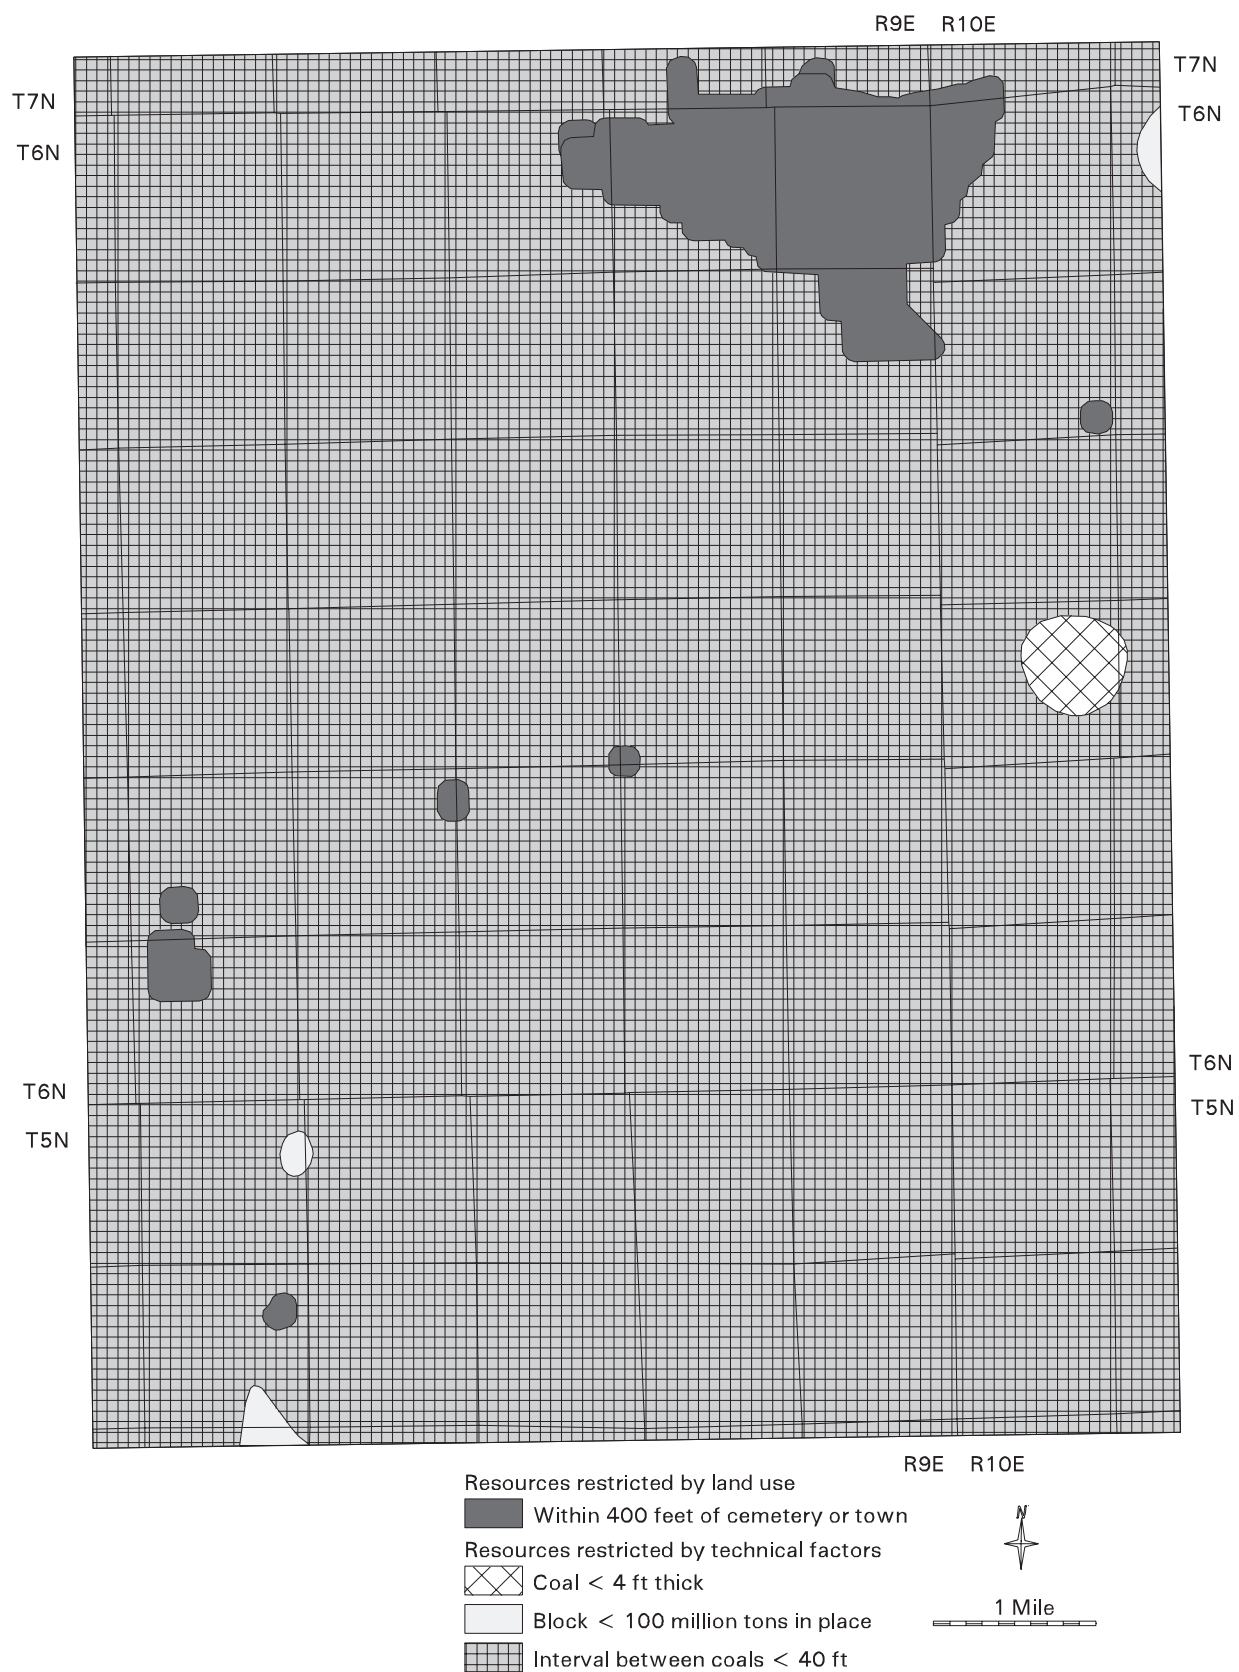 R9E R10E
T7N
T7N
T6N
T6N
T6N
T6N
T5N
T5N
R9E R10E
Resources restricted by land use
Within 400 feet of cemetery or town
Resources restricted by technical factors
Coal < 4 ft thick
Block < 100 million tons in place
Interval between coals < 40 ft
N
1 Mile